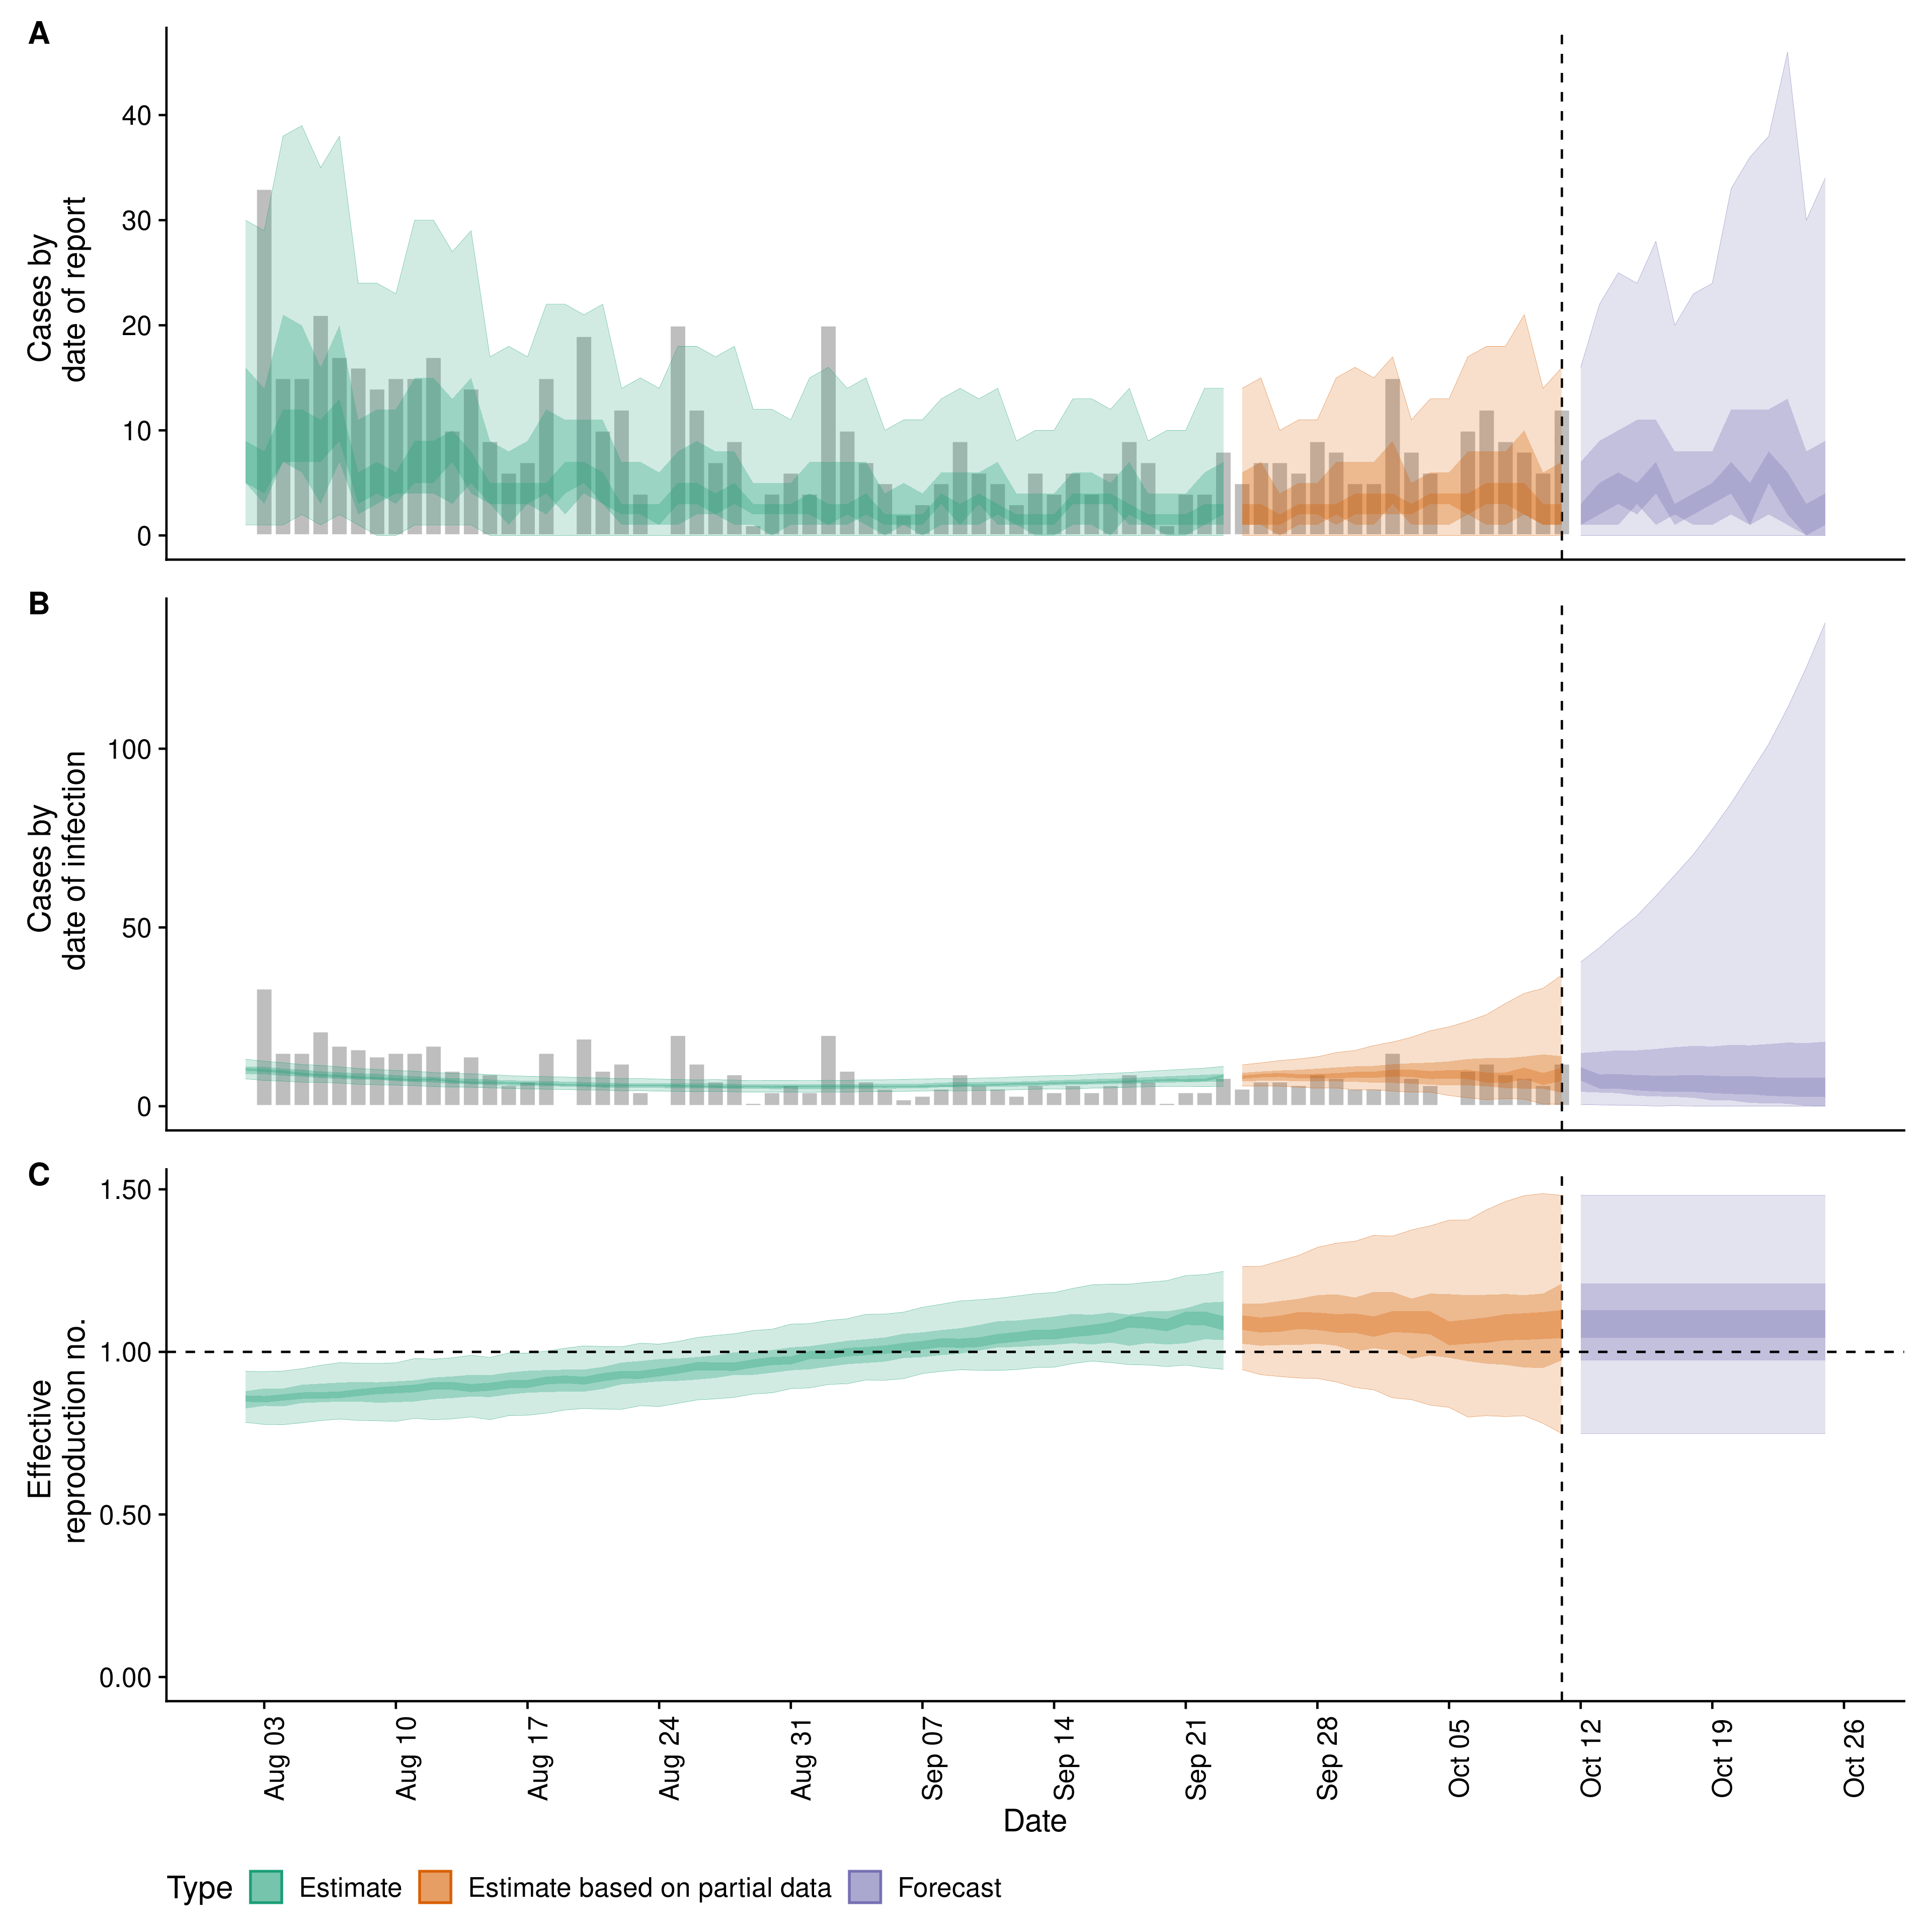 A
40
30
20
10
0
Cases by
date of report
B
100
50
0
Cases by
date of infection
C
1.50
1.00
0.50
0.00
Effective
reproduction no.
Aug 03
Aug 10
Aug 17
Aug 24
Aug 31
Sep 07
Sep 14
Sep 21
Sep 28
Oct 05
Oct 12
Oct 19
Oct 26
Date
Type Estimate Estimate based on partial data Forecast